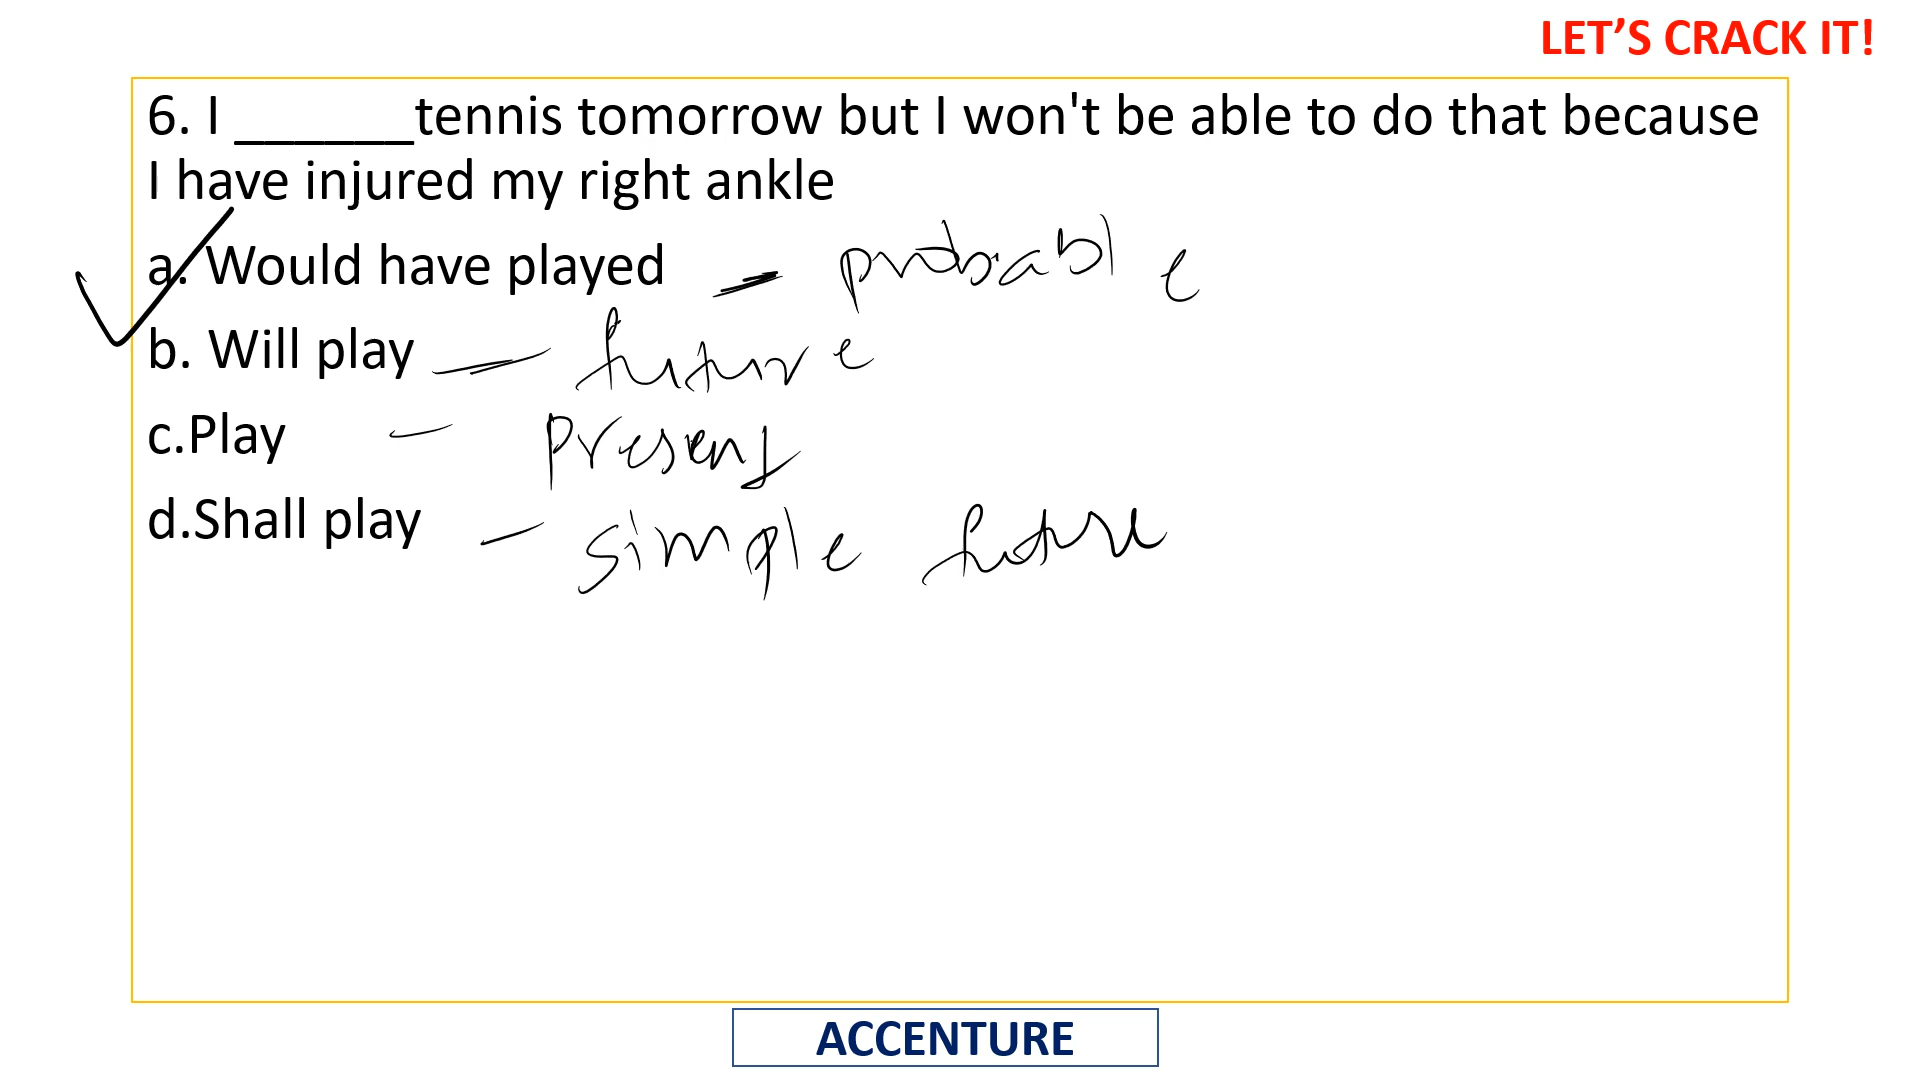 LET’S CRACK IT!
6. I ______tennis tomorrow but I won't be able to do that because
I have injured my right ankle
a. Would have played - probable
b. Will play - future
c.Play - Present
d.Shall play - simple future
ACCENTURE